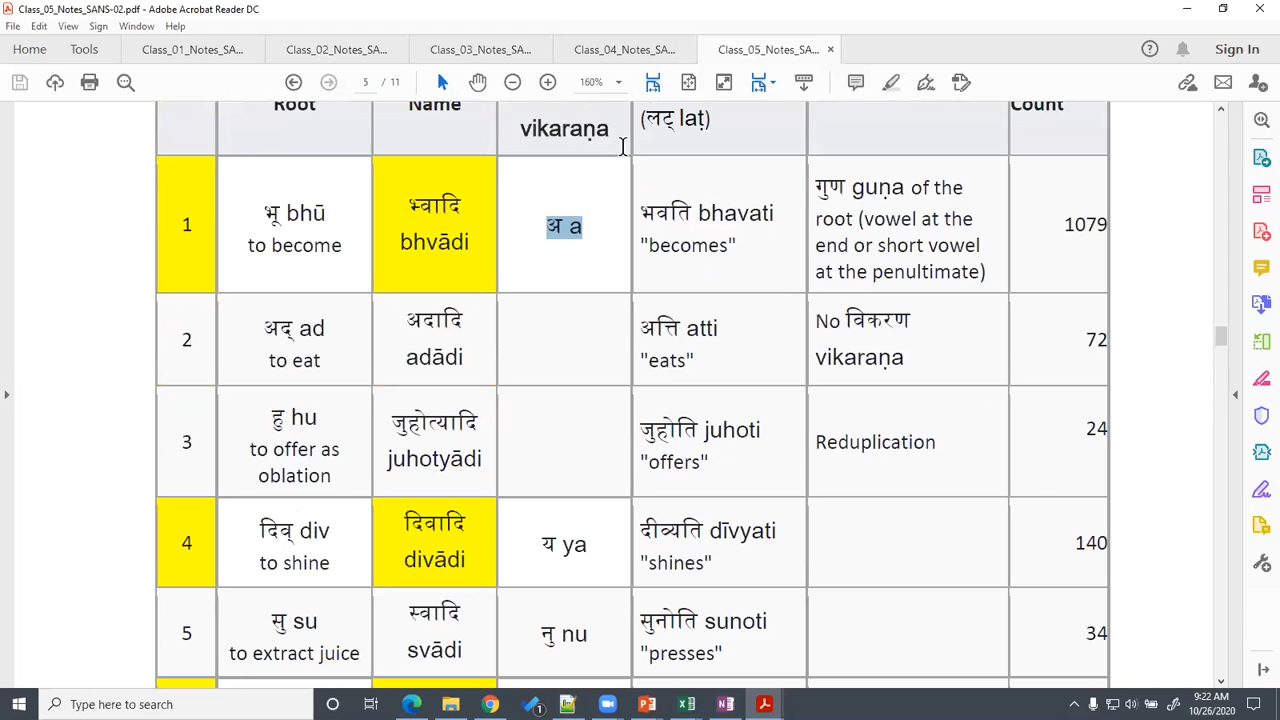 Class_05_Notes_SANS-02.pdf - Adobe Acrobat Reader DC
File Edit View Sign Window Help
Home Tools Class_01_Notes_SA... Class_02_Notes_SA... Class_03_Notes_SA... Class_04_Notes_SA... Class_05_Notes_SA... Sign In
5 / 11 160%
Root Name Count
vikaraṇa (लट् laṭ)
1
भू bhū
to become
भ्वादि
bhvādi
अ a
भवति bhavati
"becomes"
गुण guṇa of the
root (vowel at the
end or short vowel
at the penultimate)
1079
2
अद् ad
to eat
अदादि
adādi
अत्ति atti
"eats"
No विकरण
vikaraṇa
72
3
हु hu
to offer as
oblation
जुहोत्यादि
juhotyādi
जुहोति juhoti
"offers"
Reduplication
24
4
दिव् div
to shine
दिवादि
divādi
य ya
दीव्यति dīvyati
"shines"
140
5
सु su
to extract juice
स्वादि
svādi
नु nu
सुनोति sunoti
"presses"
34
Type here to search
9:22 AM
10/26/2020